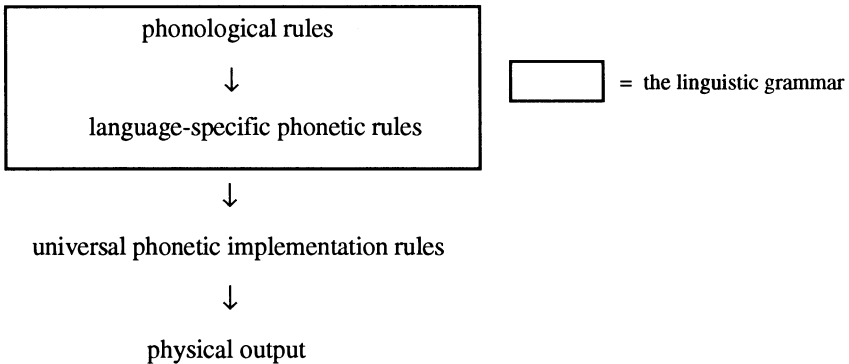 phonological rules
↓
= the linguistic grammar
language-specific phonetic rules
↓
universal phonetic implementation rules
↓
physical output